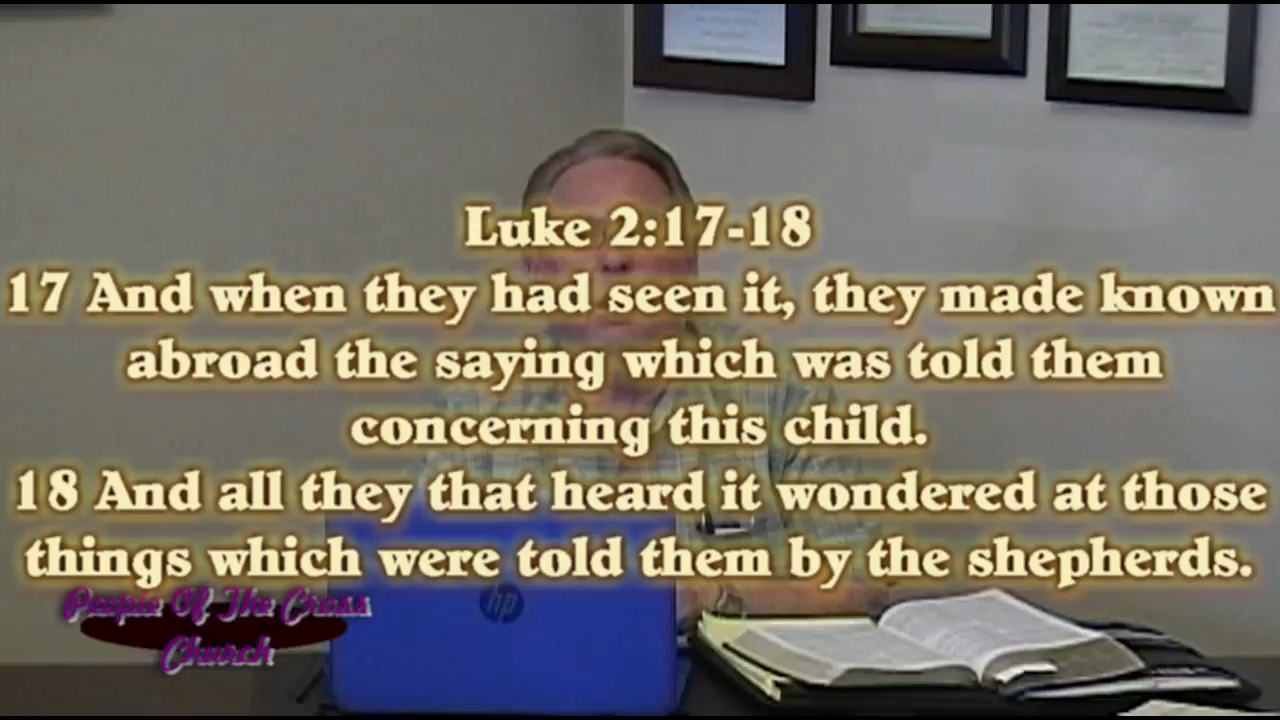 Luke 2:17-18
17 And when they had seen it, they made known
abroad the saying which was told them
concerning this child.
18 And all they that heard it wondered at those
things which were told them by the shepherds.
People Of The Cross
Church
hp